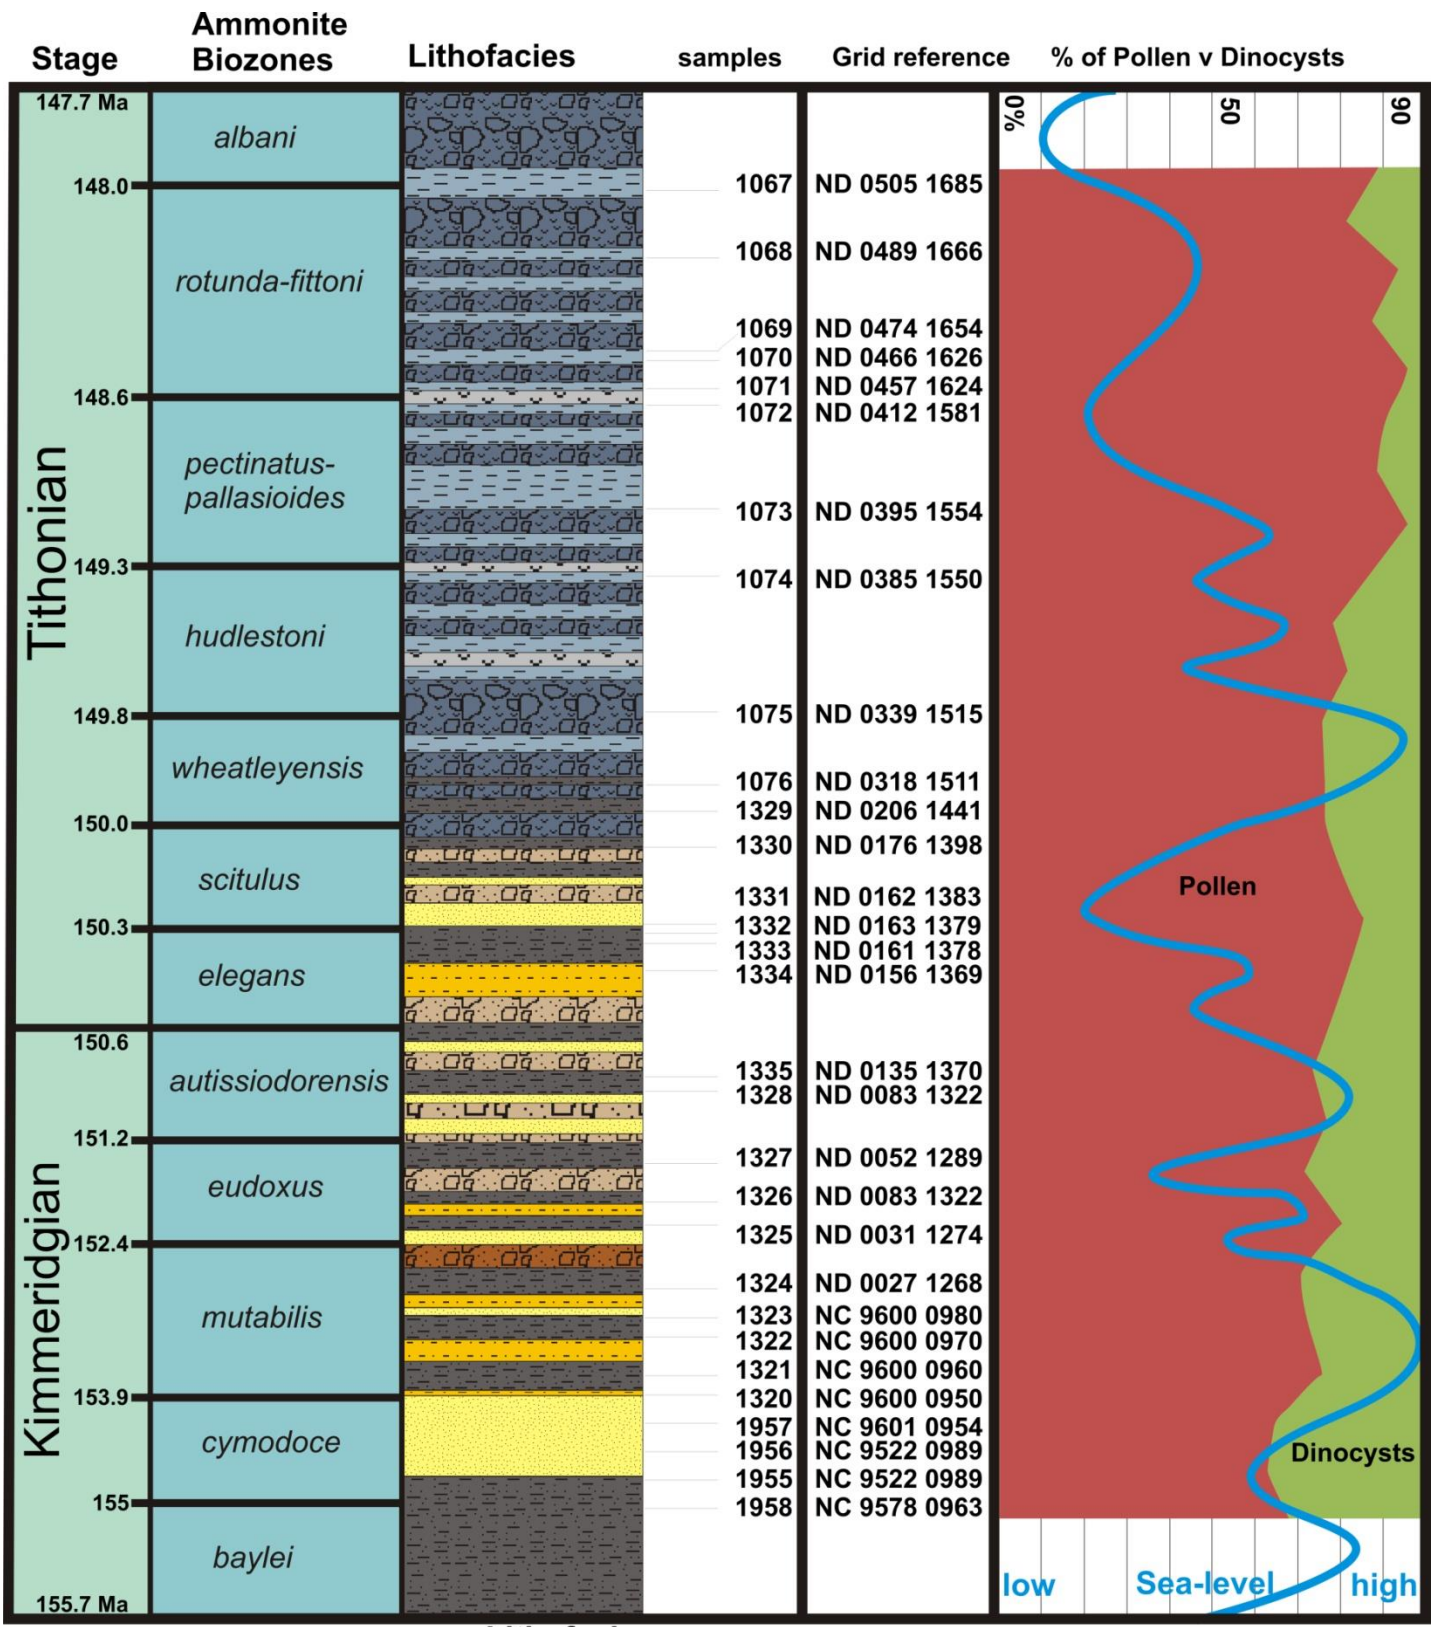 Stage
Ammonite
Biozones
Lithofacies
samples
Grid reference
% of Pollen v Dinocysts
147.7 Ma
0%
50
90
albani
148.0
1067 ND 0505 1685
1068 ND 0489 1666
rotunda-fittoni
1069 ND 0474 1654
1070 ND 0466 1626
1071 ND 0457 1624
148.6
1072 ND 0412 1581
pectinatus-
pallasioides
1073 ND 0395 1554
Tithonian
149.3
1074 ND 0385 1550
hudlestoni
149.8
1075 ND 0339 1515
wheatleyensis
1076 ND 0318 1511
1329 ND 0206 1441
150.0
1330 ND 0176 1398
scitulus
Pollen
1331 ND 0162 1383
150.3
1332 ND 0163 1379
1333 ND 0161 1378
elegans
1334 ND 0156 1369
150.6
1335 ND 0135 1370
autissiodorensis
1328 ND 0083 1322
151.2
1327 ND 0052 1289
eudoxus
1326 ND 0083 1322
1325 ND 0031 1274
152.4
Kimmeridgian
1324 ND 0027 1268
mutabilis
1323 NC 9600 0980
1322 NC 9600 0970
1321 NC 9600 0960
153.9
1320 NC 9600 0950
1957 NC 9601 0954
cymodoce
1956 NC 9522 0989
Dinocysts
1955 NC 9522 0989
155
1958 NC 9578 0963
baylei
low
Sea-level
high
155.7 Ma